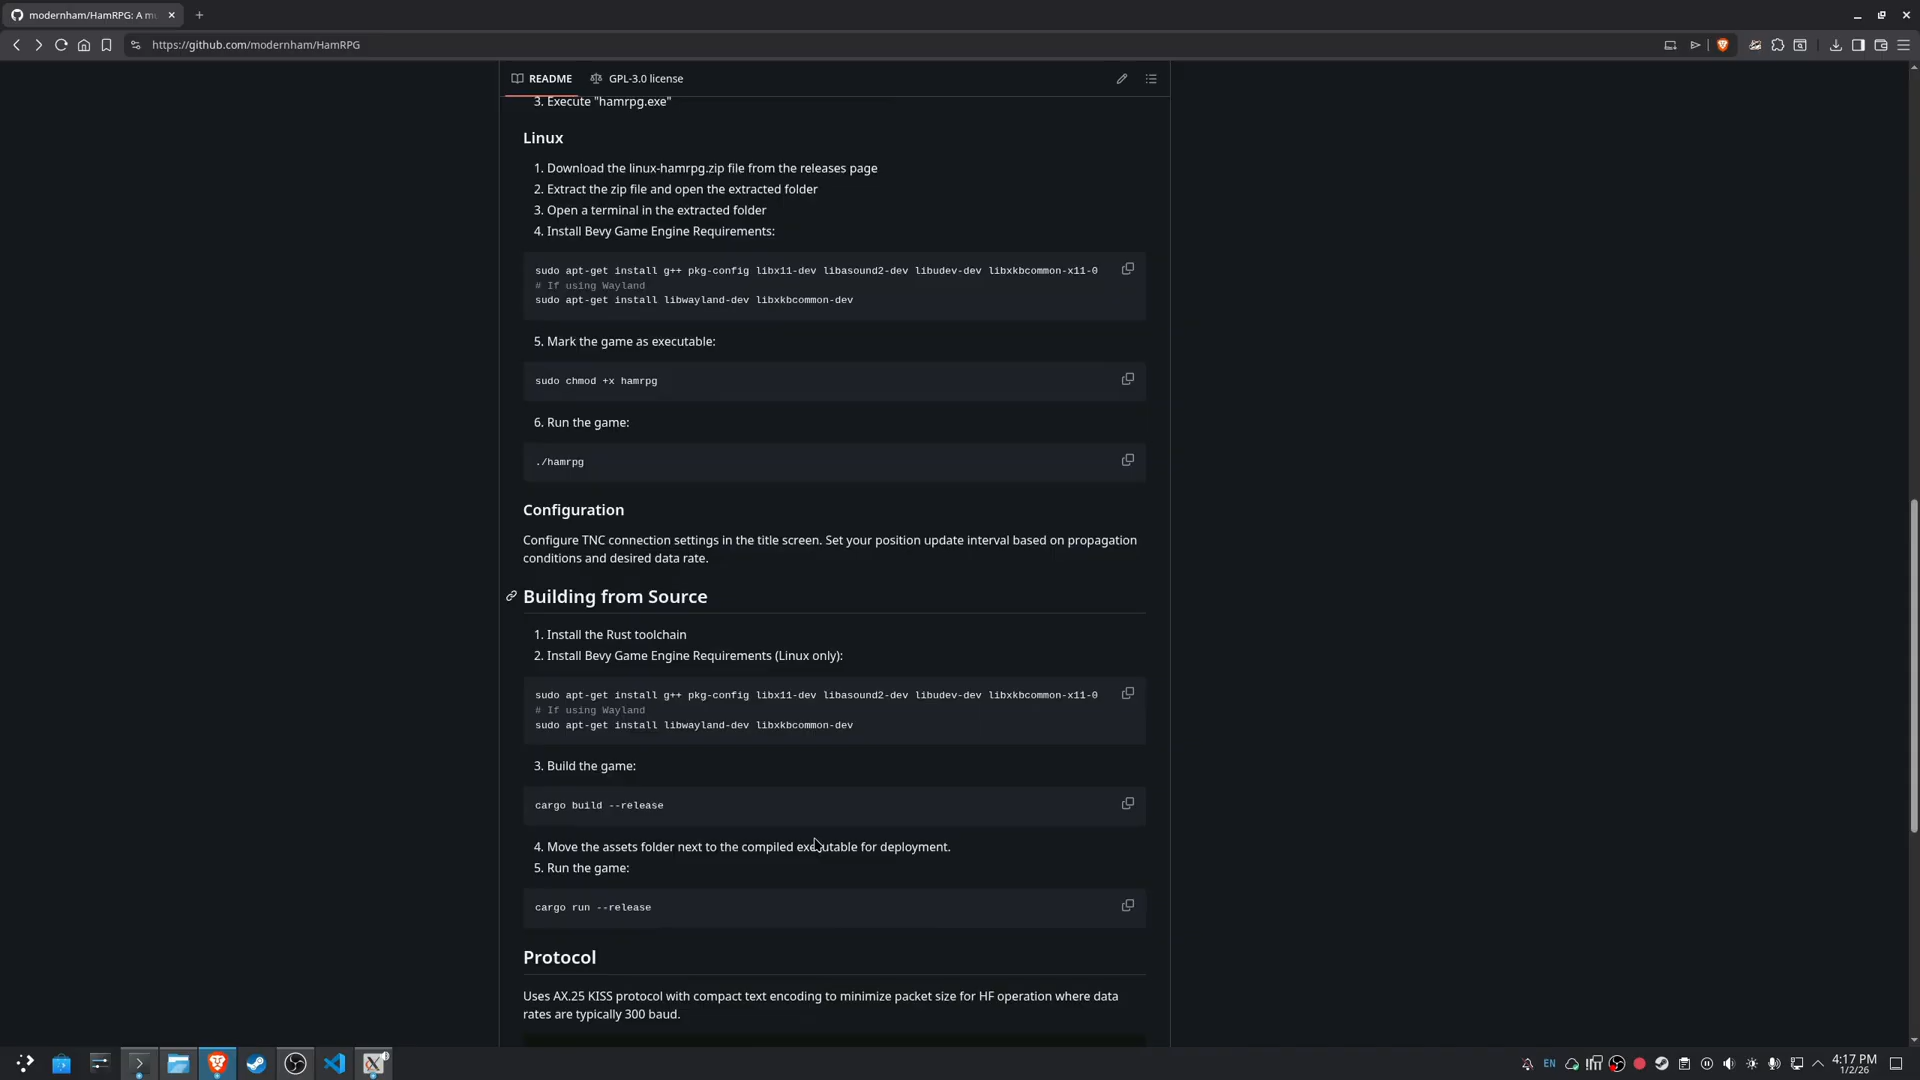 modernham/HamRPG: A mu
https://github.com/modernham/HamRPG
README
GPL-3.0 license
3. Execute "hamrpg.exe"
Linux
1. Download the linux-hamrpg.zip file from the releases page
2. Extract the zip file and open the extracted folder
3. Open a terminal in the extracted folder
4. Install Bevy Game Engine Requirements:
sudo apt-get install g++ pkg-config libx11-dev libasound2-dev libudev-dev libxkbcommon-x11-0
# If using Wayland
sudo apt-get install libwayland-dev libxkbcommon-dev
5. Mark the game as executable:
sudo chmod +x hamrpg
6. Run the game:
./hamrpg
Configuration
Configure TNC connection settings in the title screen. Set your position update interval based on propagation
conditions and desired data rate.
Building from Source
1. Install the Rust toolchain
2. Install Bevy Game Engine Requirements (Linux only):
sudo apt-get install g++ pkg-config libx11-dev libasound2-dev libudev-dev libxkbcommon-x11-0
# If using Wayland
sudo apt-get install libwayland-dev libxkbcommon-dev
3. Build the game:
cargo build --release
4. Move the assets folder next to the compiled executable for deployment.
5. Run the game:
cargo run --release
Protocol
Uses AX.25 KISS protocol with compact text encoding to minimize packet size for HF operation where data
rates are typically 300 baud.
EN
4:17 PM
1/2/26